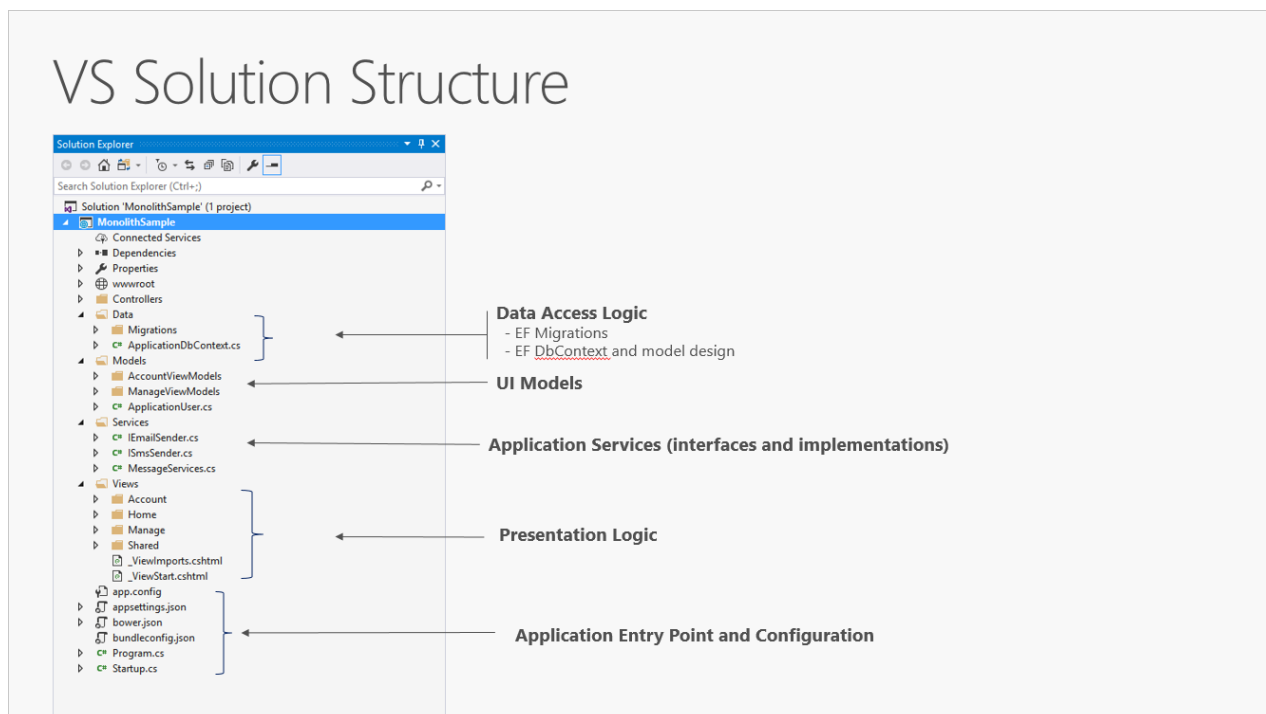 VS Solution Structure
Solution Explorer
Search Solution Explorer (Ctrl+;)
Solution 'MonolithSample' (1 project)
MonolithSample
Connected Services
Dependencies
Properties
wwwroot
Controllers
Data
Migrations
C# ApplicationDbContext.cs
Models
AccountViewModels
ManageViewModels
C# ApplicationUser.cs
Services
C# IEmailSender.cs
C# ISmsSender.cs
C# MessageServices.cs
Views
Account
Home
Manage
Shared
_ViewImports.cshtml
_ViewStart.cshtml
app.config
appsettings.json
bower.json
bundleconfig.json
C# Program.cs
C# Startup.cs
Data Access Logic
- EF Migrations
- EF DbContext and model design
UI Models
Application Services (interfaces and implementations)
Presentation Logic
Application Entry Point and Configuration